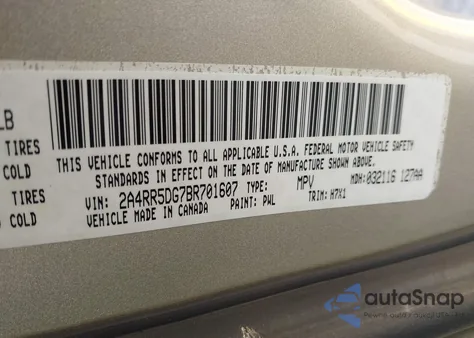 LB
TIRES
COLD
TIRES
COLD
THIS VEHICLE CONFORMS TO ALL APPLICABLE U.S.A. FEDERAL MOTOR VEHICLE SAFETY
STANDARDS IN EFFECT ON THE DATE OF MANUFACTURE SHOWN ABOVE.
VIN: 2A4RR5DG7BR701607 TYPE: MPV MDH: 032116 127AA
VEHICLE MADE IN CANADA PAINT: PWL TRIM: H7X1
autoSnap